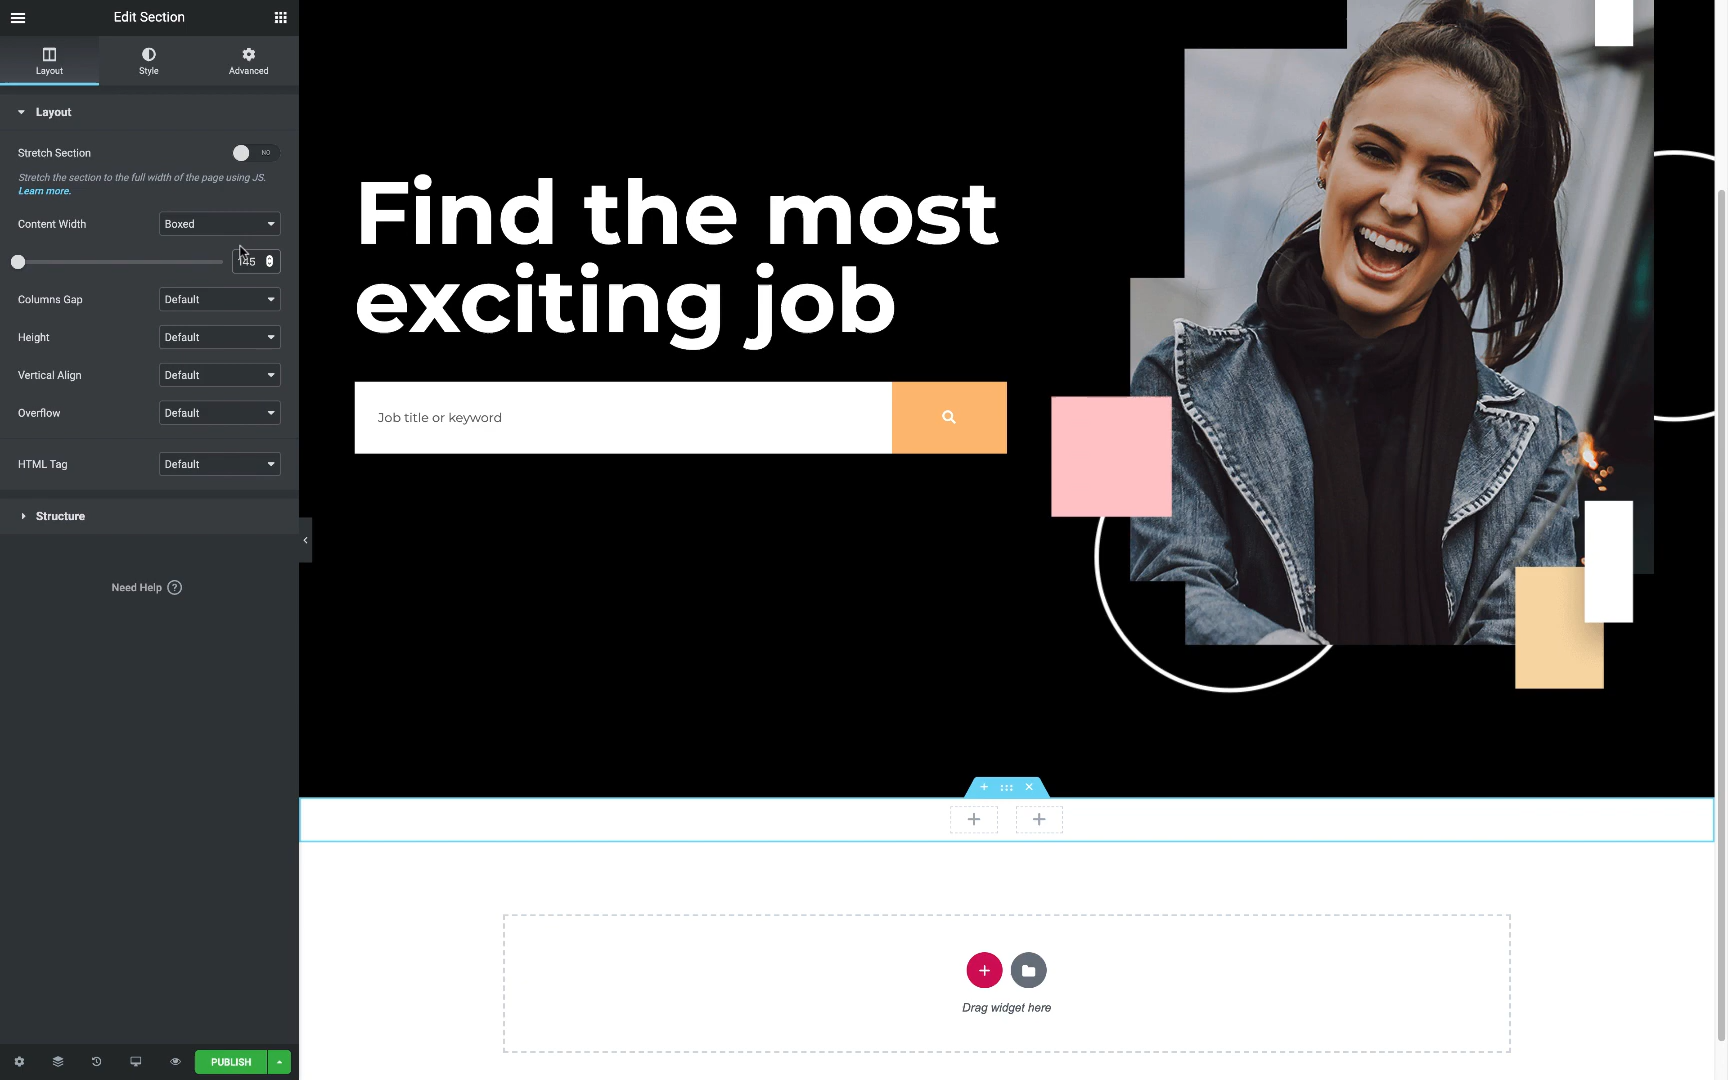 Edit Section
Layout
Style
Advanced
Layout
Stretch Section
NO
Stretch the section to the full width of the page using JS.
Learn more.
Content Width
Boxed
145
Columns Gap
Default
Height
Default
Vertical Align
Default
Overflow
Default
HTML Tag
Default
Structure
Need Help
PUBLISH
Find the most
exciting job
Job title or keyword
Drag widget here